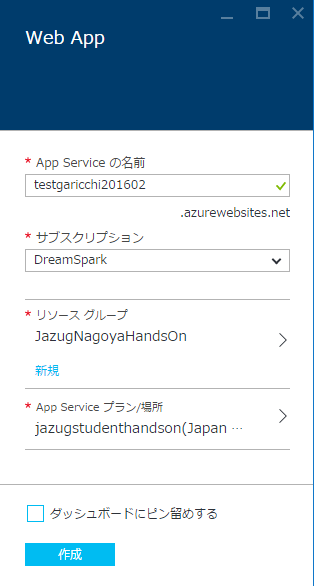 Web App
* App Service の名前
testgaricchi201602
.azurewebsites.net
* サブスクリプション
DreamSpark
* リソース グループ
JazugNagoyaHandsOn
新規
* App Service プラン/場所
jazugstudenthandson(Japan ...
ダッシュボードにピン留めする
作成